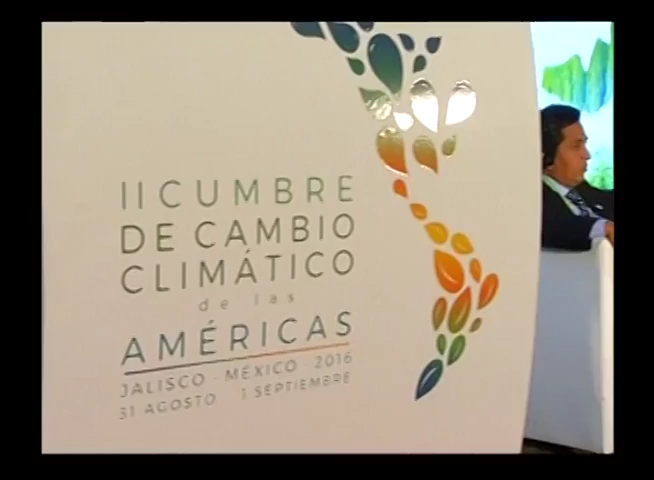 II CUMBRE
DE CAMBIO
CLIMÁTICO
de las
AMÉRICAS
JALISCO · MÉXICO · 2016
31 AGOSTO 1 SEPTIEMBRE